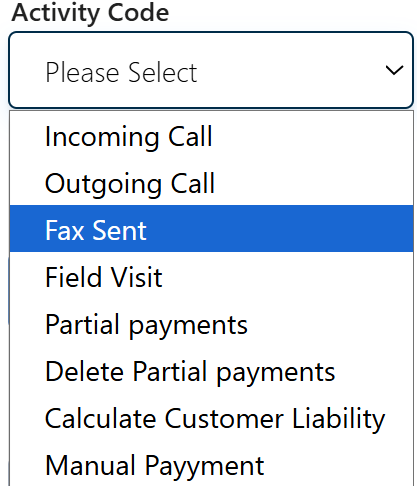 Activity Code
Please Select
Incoming Call
Outgoing Call
Fax Sent
Field Visit
Partial payments
Delete Partial payments
Calculate Customer Liability
Manual Payyment